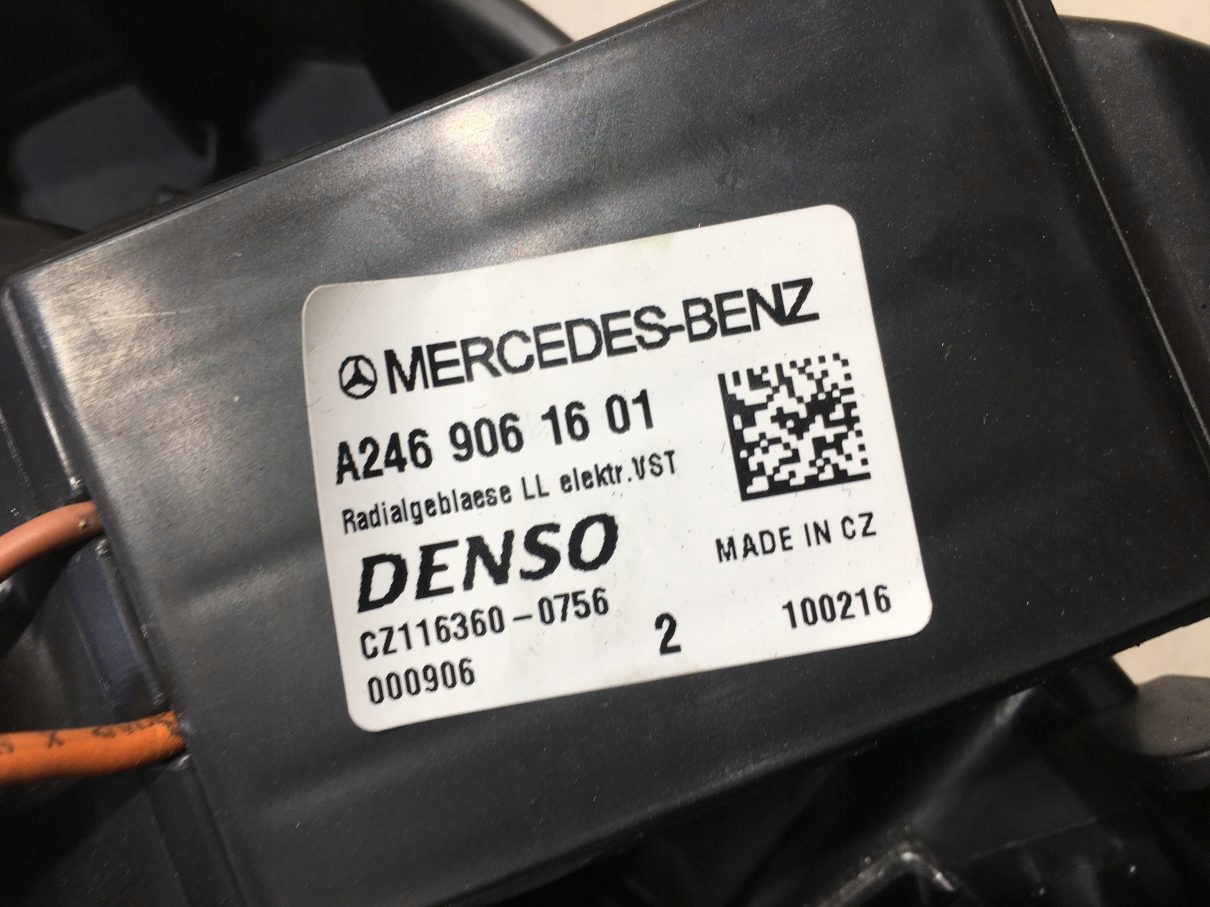 MERCEDES-BENZ
A246 906 16 01
Radialgeblaese LL elektr.VST
DENSO
MADE IN CZ
CZ116360-0756
000906
2
100216